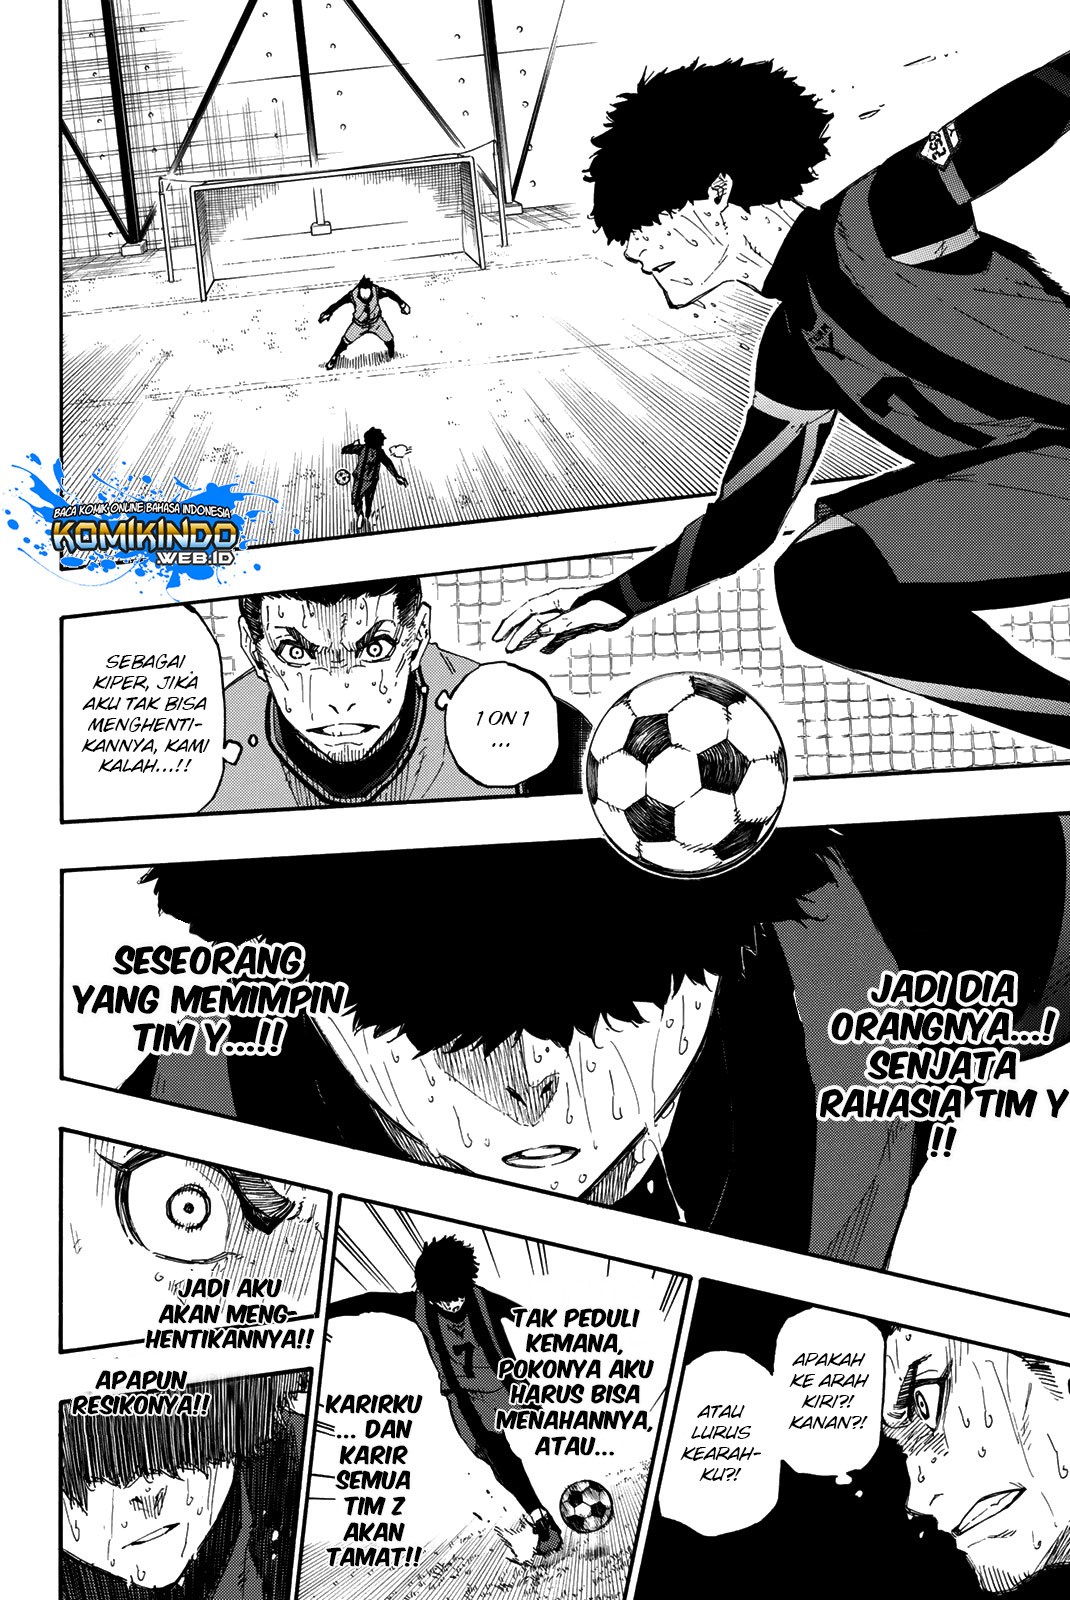 BACA KOMIK ONLINE BAHASA INDONESIA
KOMIKINDO
WEB.ID
1 ON 1
...
SEBAGAI
KIPER, JIKA
AKU TAK BISA
MENGHENTI-
KANNYA, KAMI
KALAH...!!
JADI DIA
ORANGNYA...!
SENJATA
RAHASIA TIM Y
!!
SESEORANG
YANG MEMIMPIN
TIM Y...!!
APAKAH
KE ARAH
KIRI?!
KANAN?!
ATAU
LURUS
KEARAH-
KU?!
TAK PEDULI
KEMANA,
POKONYA AKU
HARUS BISA
MENAHANNYA,
ATAU...
7
KARIRKU
... DAN
KARIR
SEMUA
TIM Z
AKAN
TAMAT!!
JADI AKU
AKAN MENG-
HENTIKANNYA!!
APAPUN
RESIKONYA!!